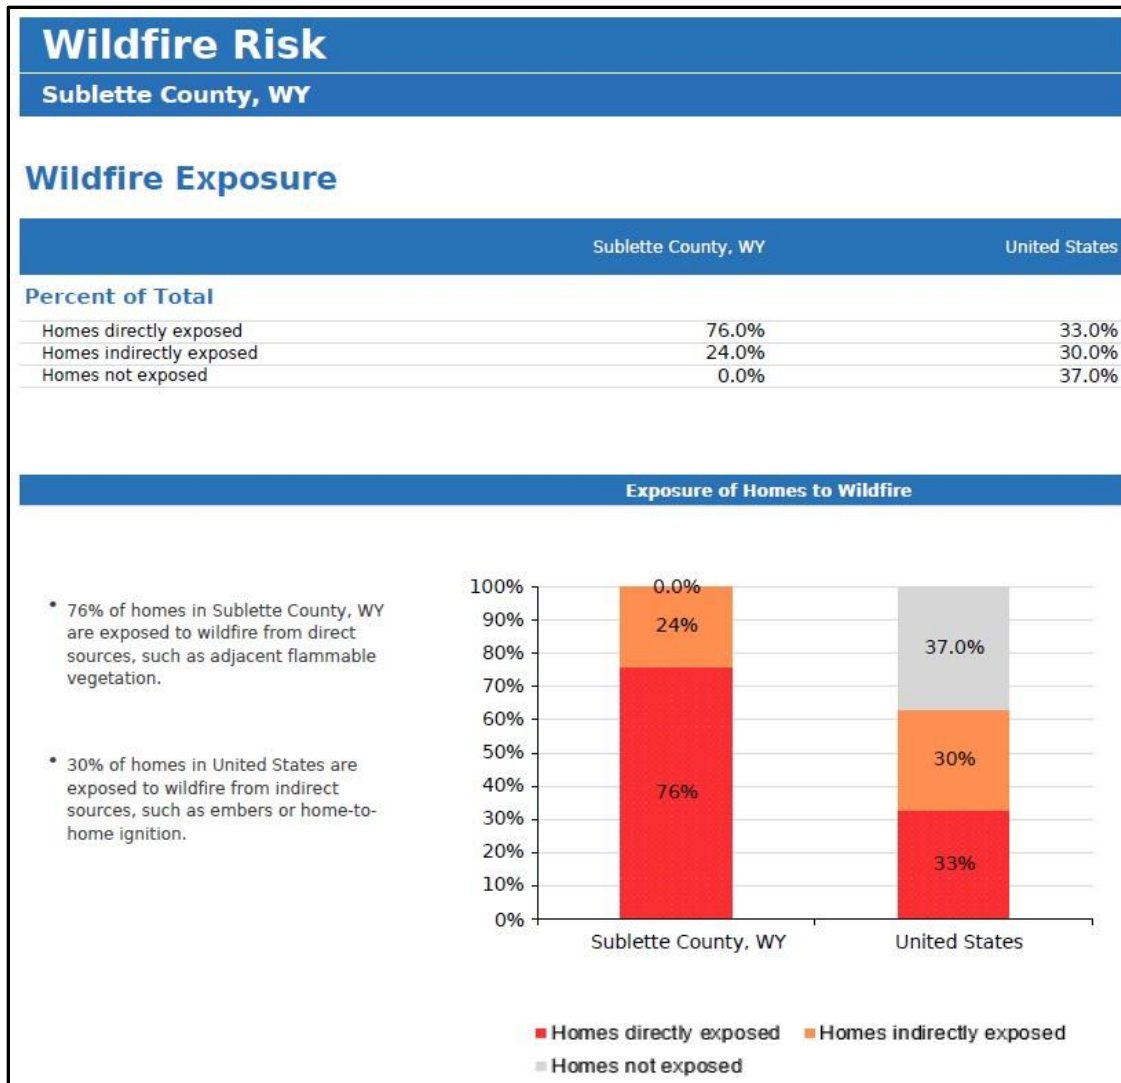 Wildfire Risk
Sublette County, WY
Wildfire Exposure
Sublette County, WY United States
Percent of Total
Homes directly exposed 76.0% 33.0%
Homes indirectly exposed 24.0% 30.0%
Homes not exposed 0.0% 37.0%
Exposure of Homes to Wildfire
• 76% of homes in Sublette County, WY
are exposed to wildfire from direct
sources, such as adjacent flammable
vegetation.
• 30% of homes in United States are
exposed to wildfire from indirect
sources, such as embers or home-to-
home ignition.
100%
90%
80%
70%
60%
50%
40%
30%
20%
10%
0%
0.0%
24%
76%
37.0%
30%
33%
Sublette County, WY United States
Homes directly exposed Homes indirectly exposed
Homes not exposed